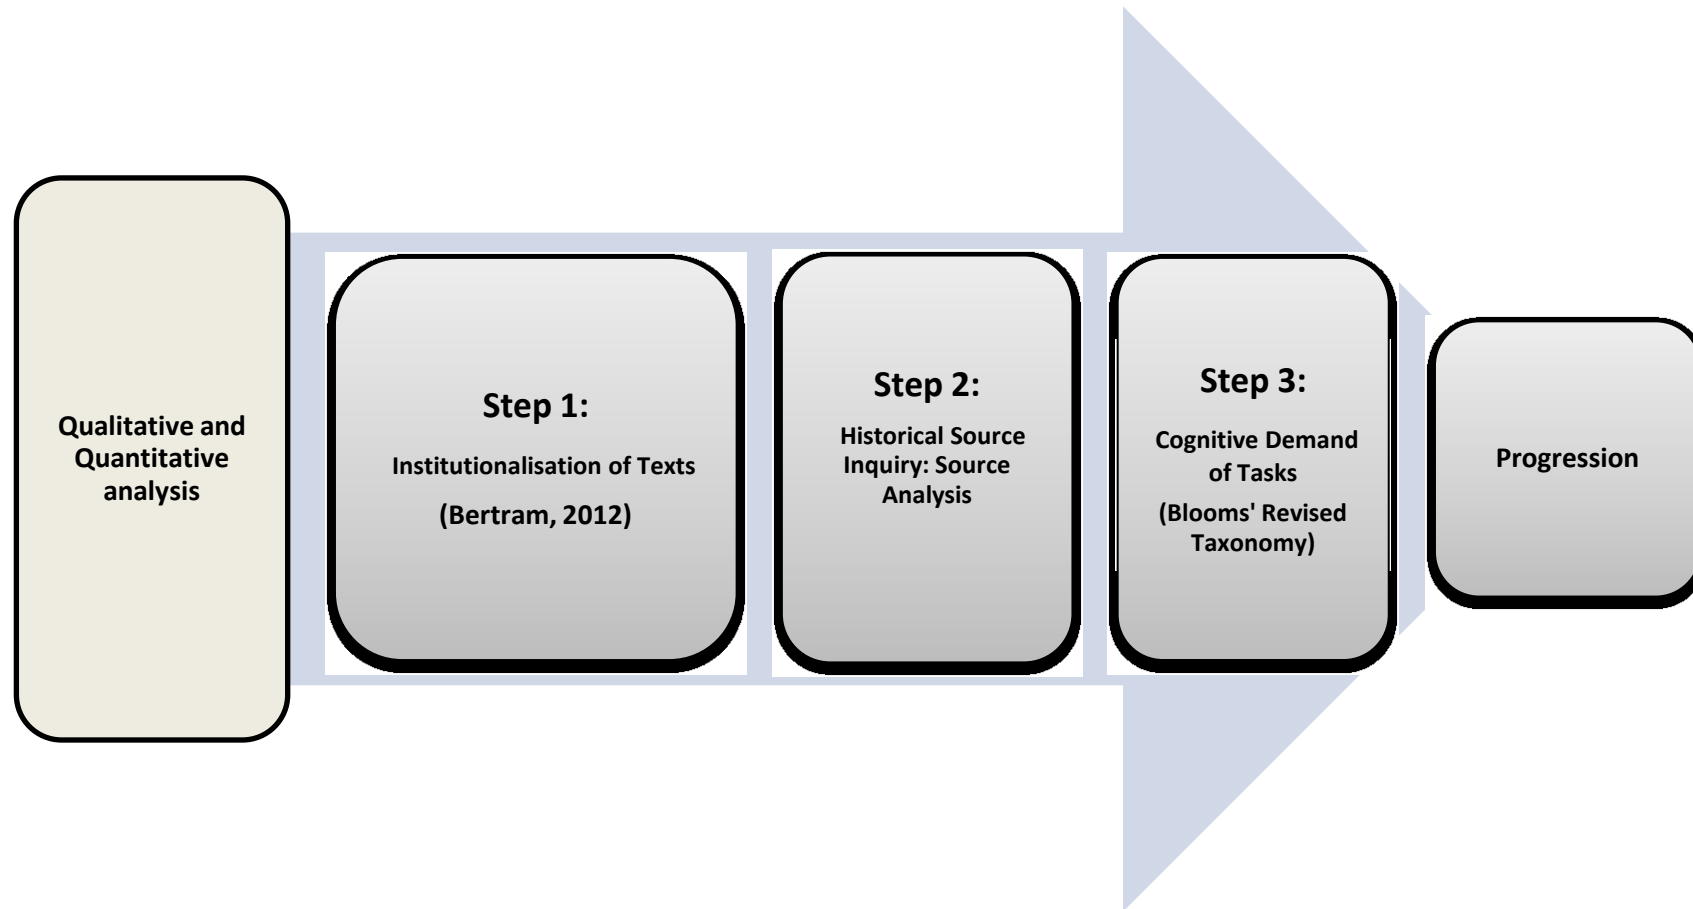 Qualitative and
Quantitative
analysis
Step 1:
Institutionalisation of Texts
(Bertram, 2012)
Step 2:
Historical Source
Inquiry: Source
Analysis
Step 3:
Cognitive Demand
of Tasks
(Blooms' Revised
Taxonomy)
Progression